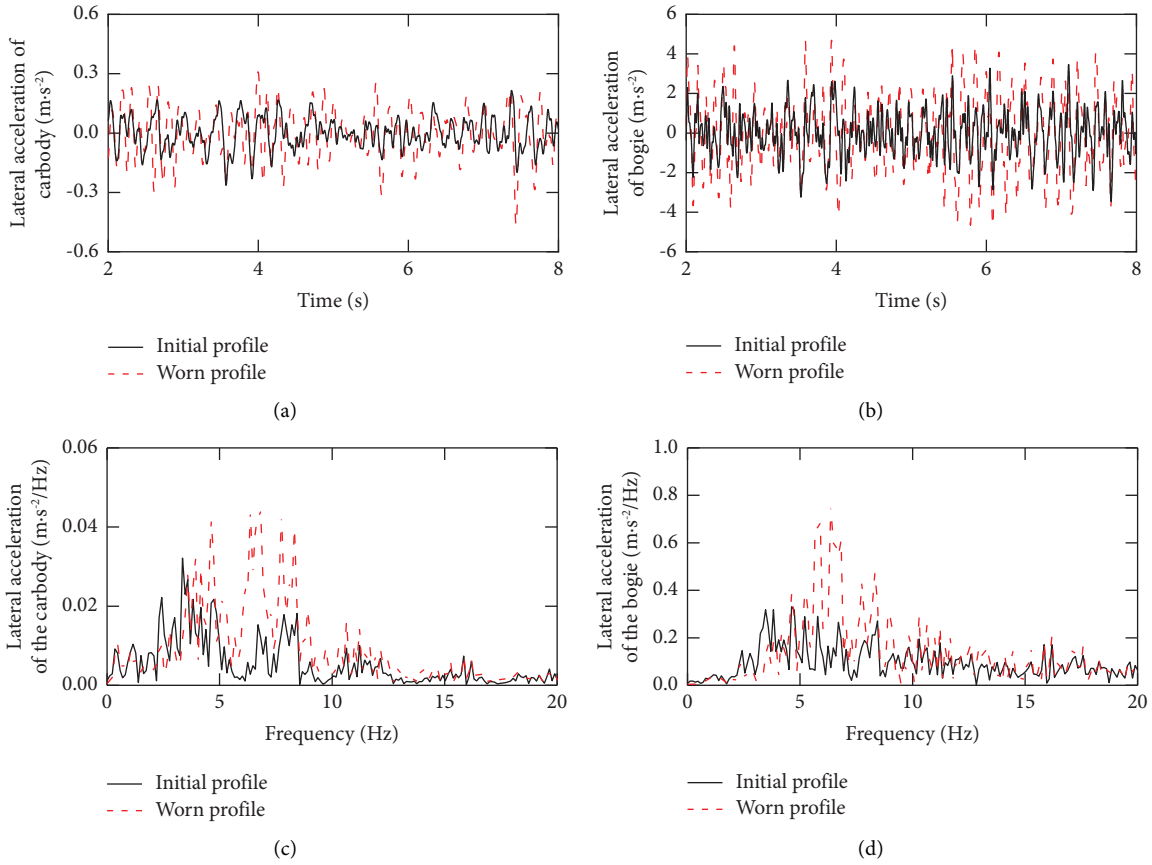 Lateral acceleration of
carbody (m·s-2)
0.6
0.3
0.0
-0.3
-0.6
2
4
6
8
Time (s)
Initial profile
Worn profile
(a)
Lateral acceleration
of bogie (m·s-2)
6
4
2
0
-2
-4
-6
2
4
6
8
Time (s)
Initial profile
Worn profile
(b)
Lateral acceleration
of the carbody (m·s-2/Hz)
0.06
0.04
0.02
0.00
0
5
10
15
20
Frequency (Hz)
Initial profile
Worn profile
(c)
Lateral acceleration
of the bogie (m·s-2/Hz)
1.0
0.8
0.6
0.4
0.2
0.0
0
5
10
15
20
Frequency (Hz)
Initial profile
Worn profile
(d)